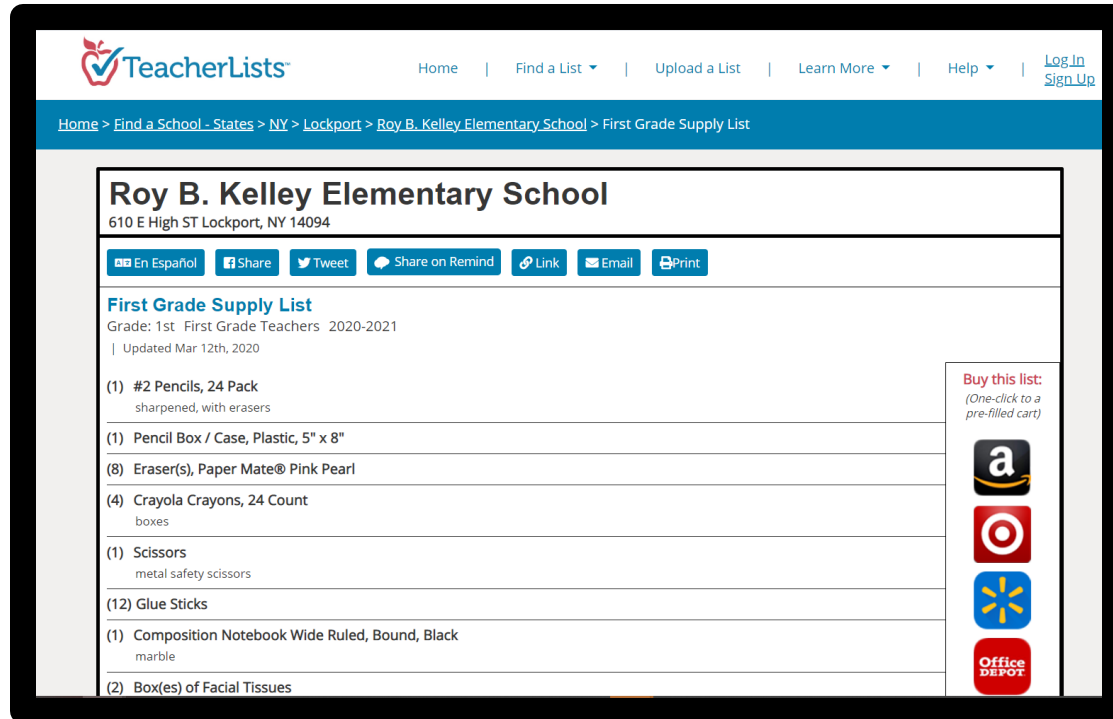 TeacherLists™
Home | Find a List | Upload a List | Learn More | Help | Log In
Sign Up
Home > Find a School - States > NY > Lockport > Roy B. Kelley Elementary School > First Grade Supply List
Roy B. Kelley Elementary School
610 E High ST Lockport, NY 14094
En Español Share Tweet Share on Remind Link Email Print
First Grade Supply List
Grade: 1st First Grade Teachers 2020-2021
| Updated Mar 12th, 2020
(1) #2 Pencils, 24 Pack
sharpened, with erasers
(1) Pencil Box / Case, Plastic, 5" x 8"
(8) Eraser(s), Paper Mate® Pink Pearl
(4) Crayola Crayons, 24 Count
boxes
(1) Scissors
metal safety scissors
(12) Glue Sticks
(1) Composition Notebook Wide Ruled, Bound, Black
marble
(2) Box(es) of Facial Tissues
Buy this list:
(One-click to a
pre-filled cart)
a
Office
DEPOT